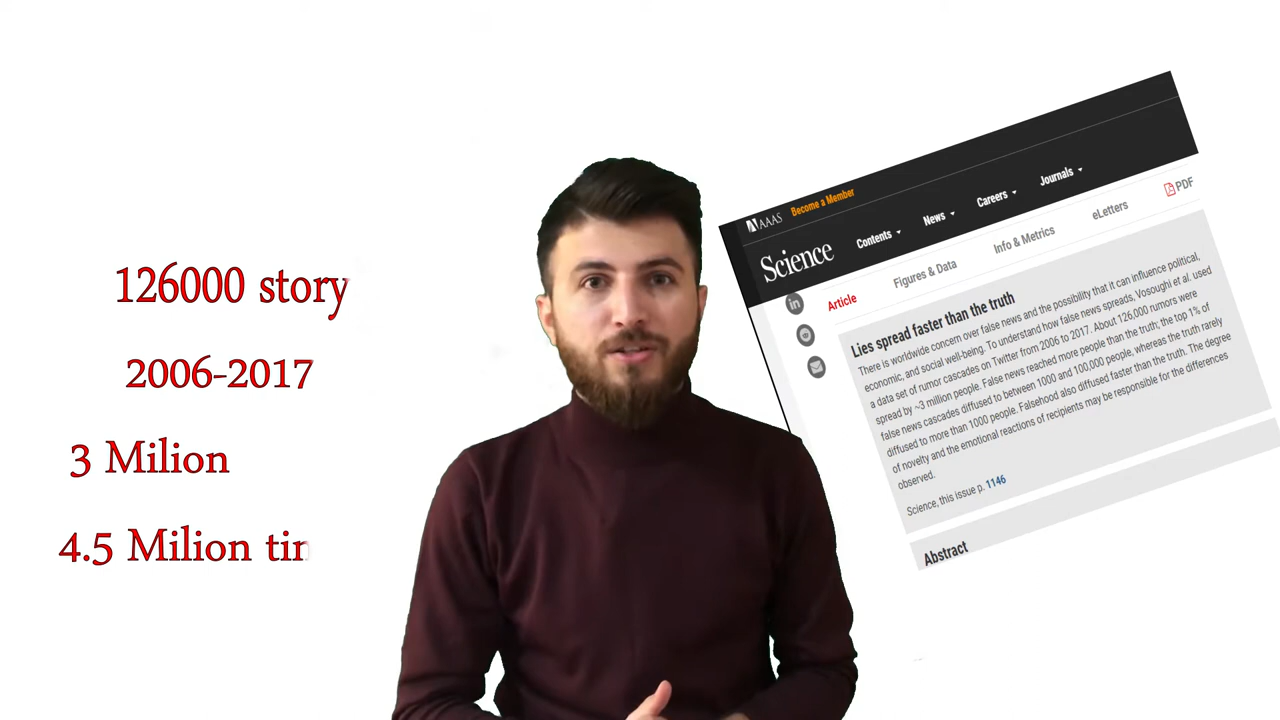 126000 story
2006-2017
3 Milion
4.5 Milion
AAAS
Become a Member
Science
Contents
News
Careers
Journals
Article
Figures & Data
Info & Metrics
eLetters
PDF
in
Lies spread faster than the truth
There is worldwide concern over false news and the possibility that it can influence political,
economic, and social well-being. To understand how false news spreads, Vosoughi et al. used
a data set of rumor cascades on Twitter from 2006 to 2017. About 126,000 rumors were
spread by ~3 million people. False news reached more people than the truth; the top 1% of
false news cascades diffused to between 1000 and 100,000 people, whereas the truth rarely
diffused to more than 1000 people. Falsehood also diffused faster than the truth. The degree
of novelty and the emotional reactions of recipients may be responsible for the differences
observed.
Science, this issue p. 1146
Abstract